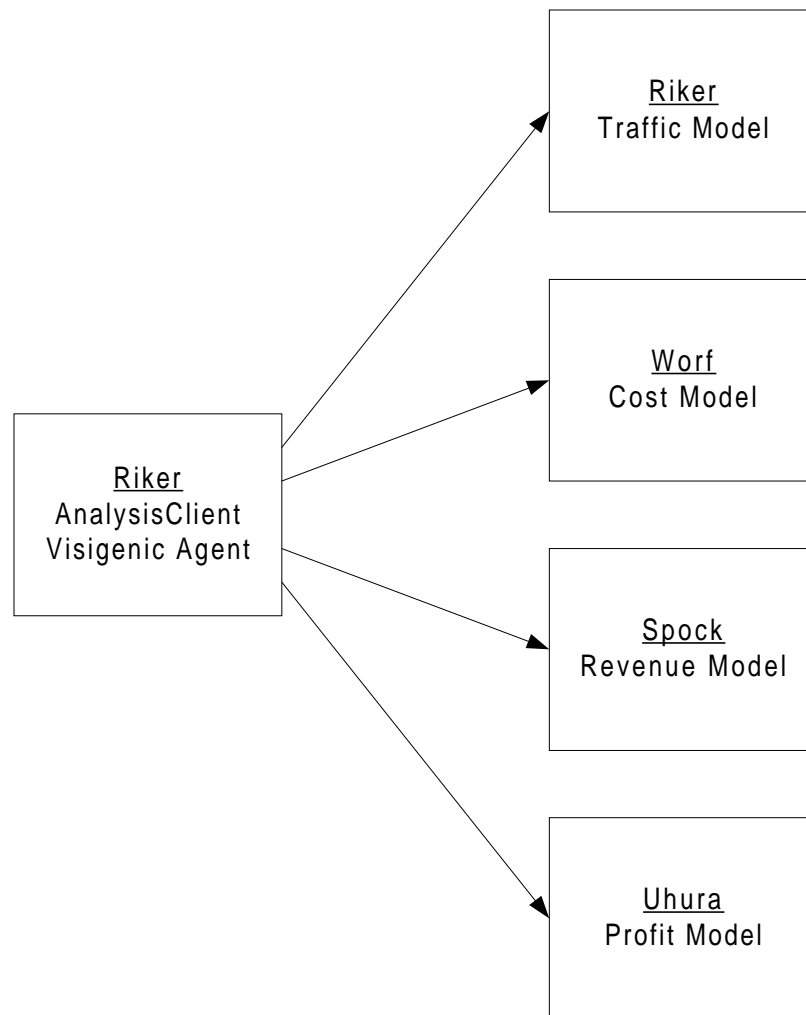 Riker
Traffic Model
Worf
Cost Model
Riker
AnalysisClient
Visigenic Agent
Spock
Revenue Model
Uhura
Profit Model